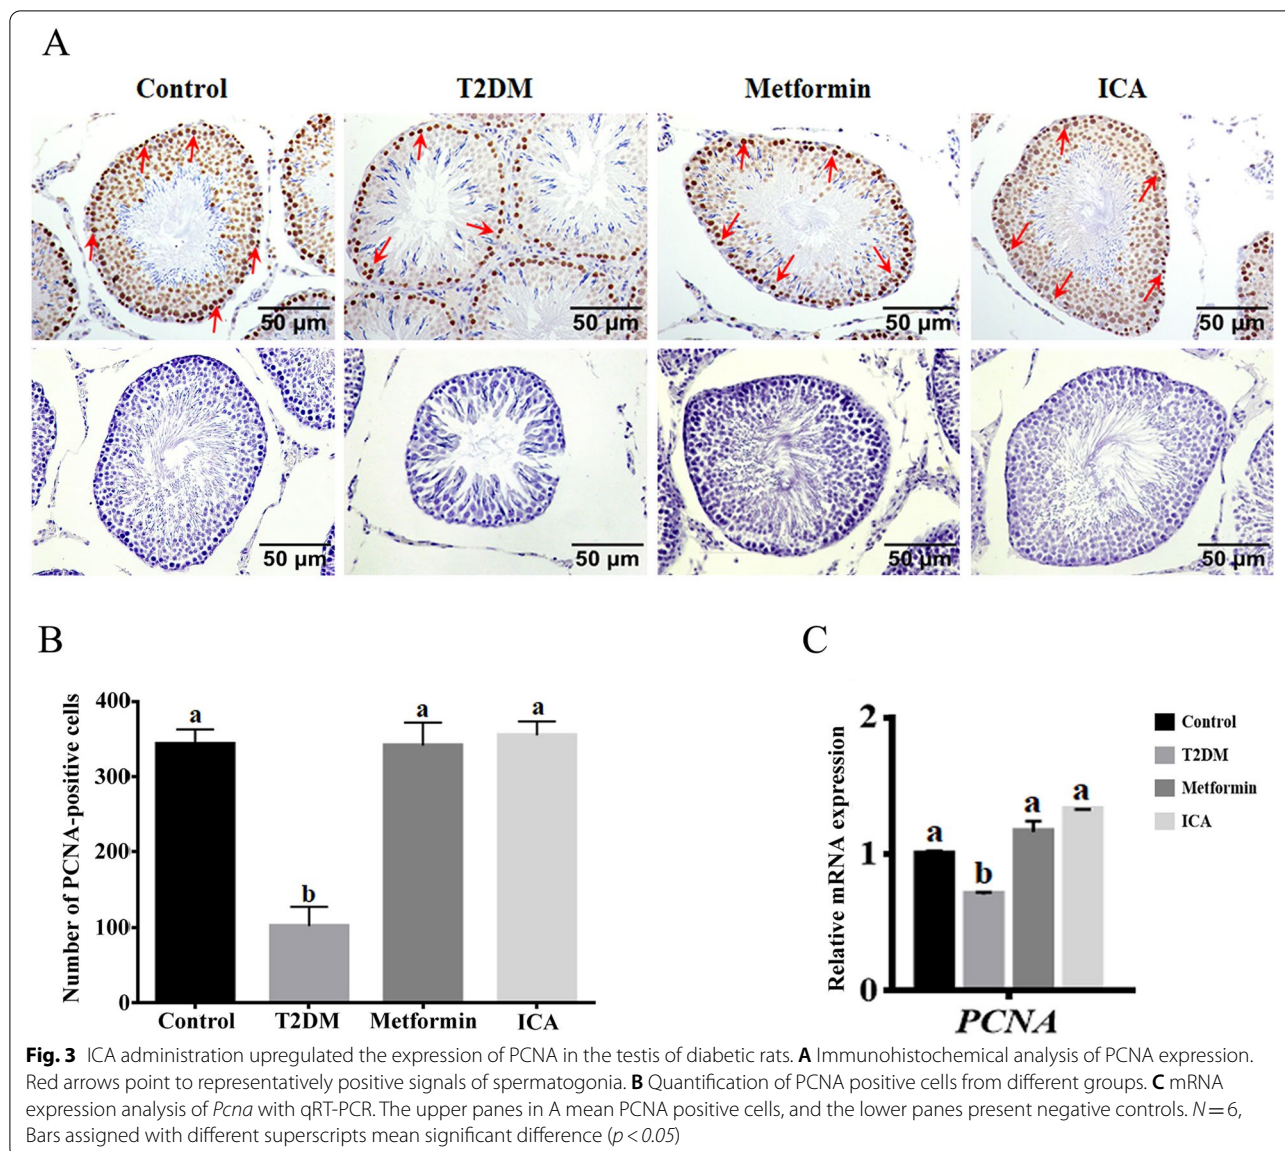 A
Control T2DM Metformin ICA
50 µm 50 µm 50 µm 50 µm
50 µm 50 µm 50 µm 50 µm
B
Number of PCNA-positive cells
400
300
200
100
0
a b a a
Control T2DM Metformin ICA
C
Relative mRNA expression
2
1
0
a b a a
PCNA
Control
T2DM
Metformin
ICA
Fig. 3 ICA administration upregulated the expression of PCNA in the testis of diabetic rats. A Immunohistochemical analysis of PCNA expression.
Red arrows point to representatively positive signals of spermatogonia. B Quantification of PCNA positive cells from different groups. C mRNA
expression analysis of Pcna with qRT-PCR. The upper panes in A mean PCNA positive cells, and the lower panes present negative controls. N = 6,
Bars assigned with different superscripts mean significant difference (p < 0.05)